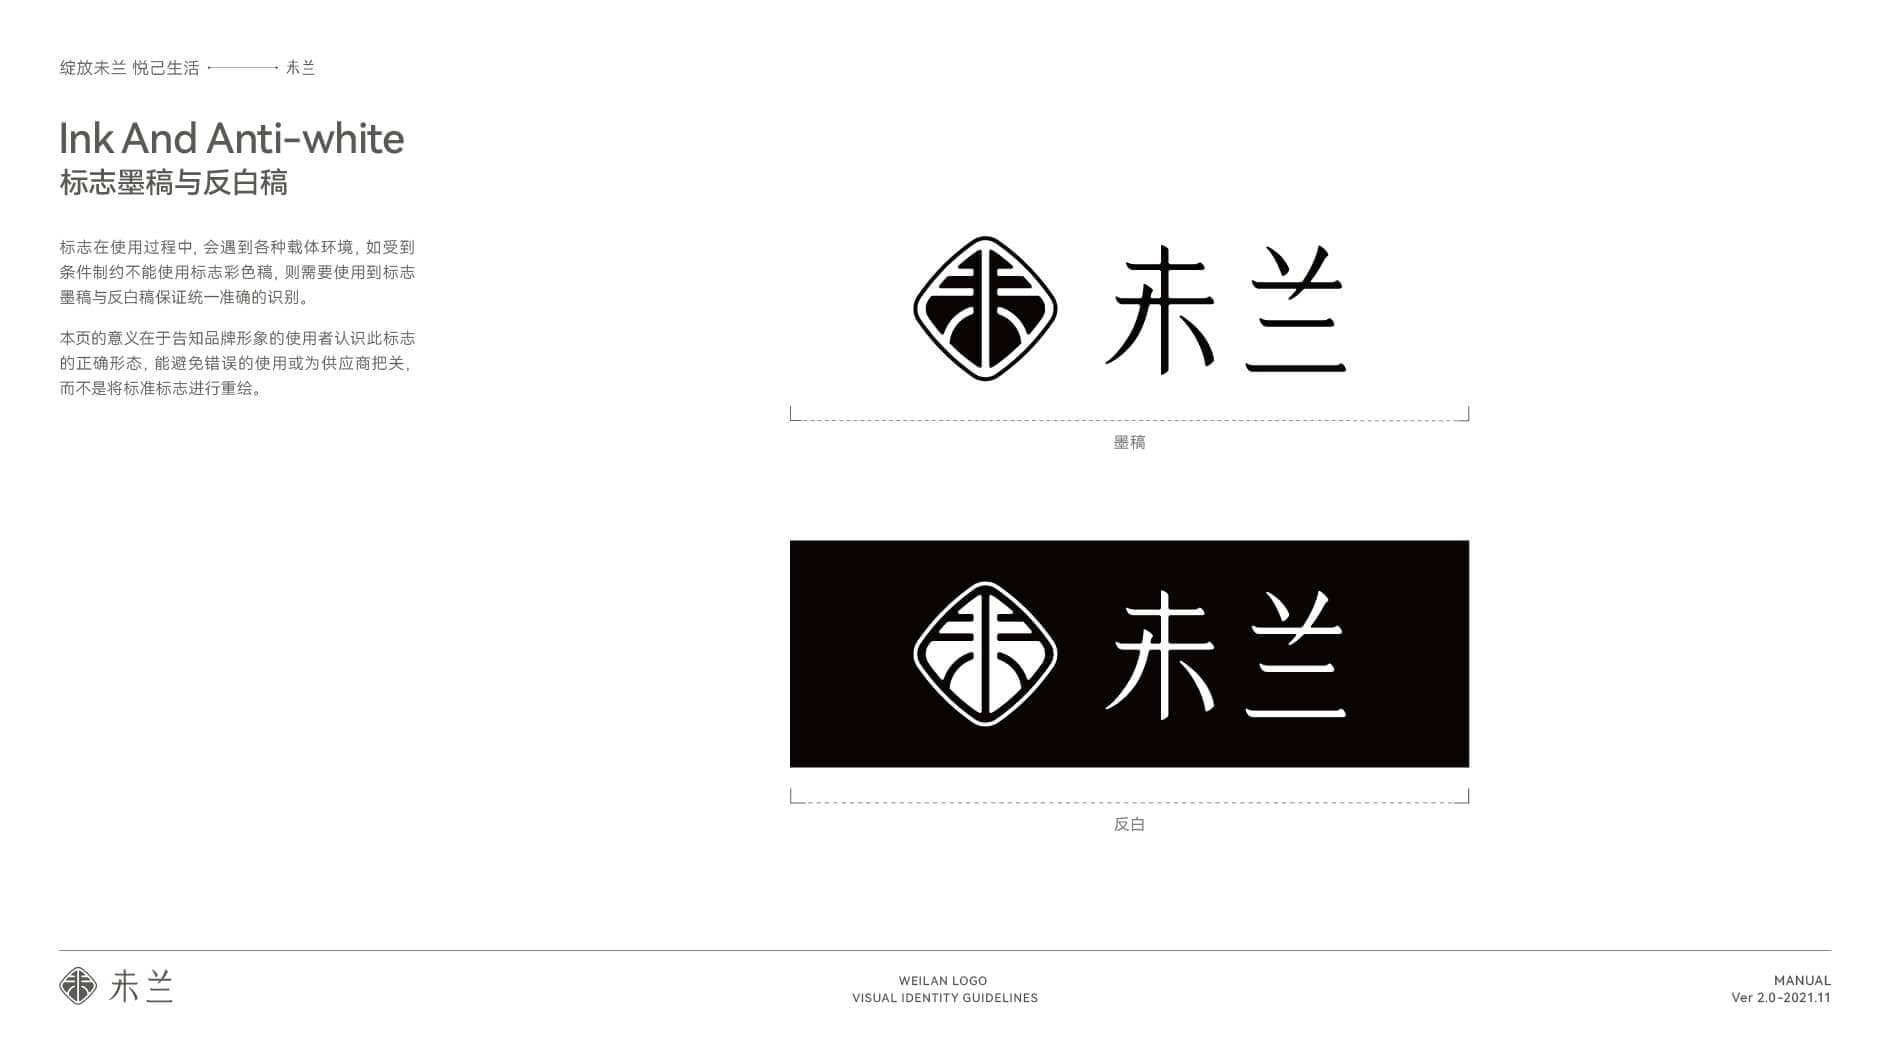 绽放未兰 悦己生活 未兰
Ink And Anti-white
标志墨稿与反白稿
标志在使用过程中, 会遇到各种载体环境, 如受到
条件制约不能使用标志彩色稿, 则需要使用到标志
墨稿与反白稿保证统一准确的识别。
本页的意义在于告知品牌形象的使用者认识此标志
的正确形态, 能避免错误的使用或为供应商把关,
而不是将标准标志进行重绘。
未兰
墨稿
未兰
反白
未兰
WEILAN LOGO
VISUAL IDENTITY GUIDELINES
MANUAL
Ver 2.0-2021.11